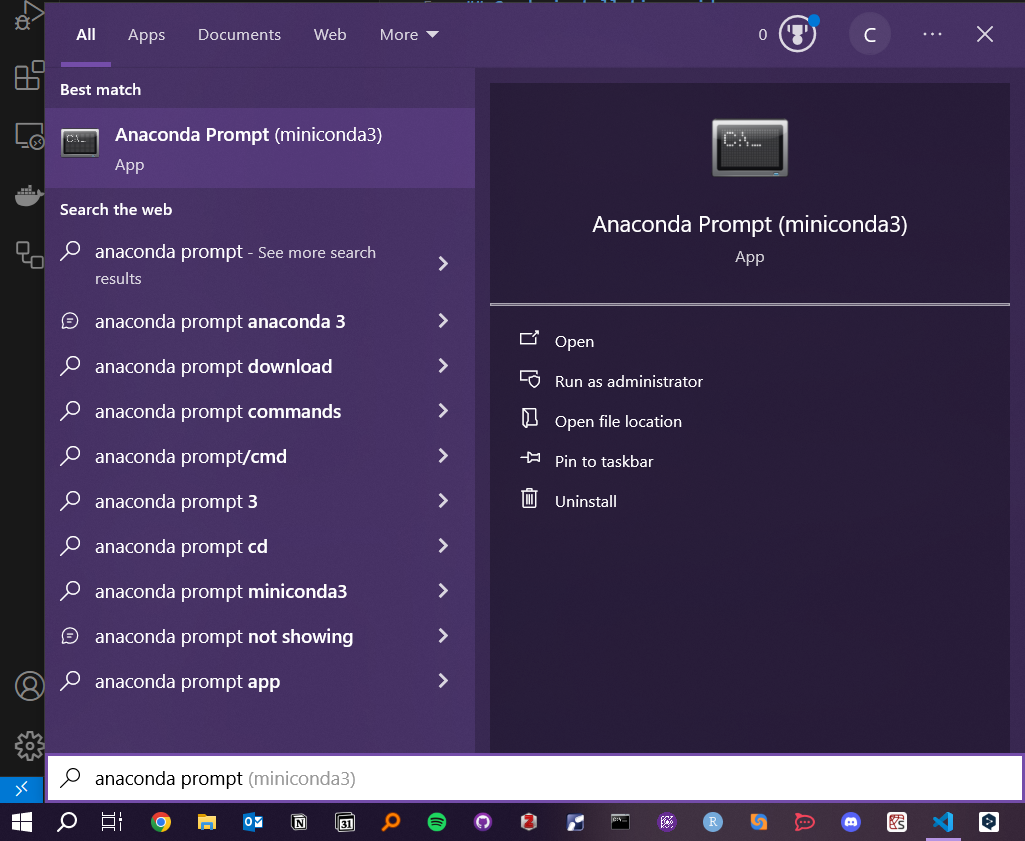 All
Apps
Documents
Web
More
0
C
Best match
Anaconda Prompt (miniconda3)
App
Search the web
anaconda prompt - See more search
results
anaconda prompt anaconda 3
anaconda prompt download
anaconda prompt commands
anaconda prompt/cmd
anaconda prompt 3
anaconda prompt cd
anaconda prompt miniconda3
anaconda prompt not showing
anaconda prompt app
C:\_
Anaconda Prompt (miniconda3)
App
Open
Run as administrator
Open file location
Pin to taskbar
Uninstall
anaconda prompt (miniconda3)
31
R